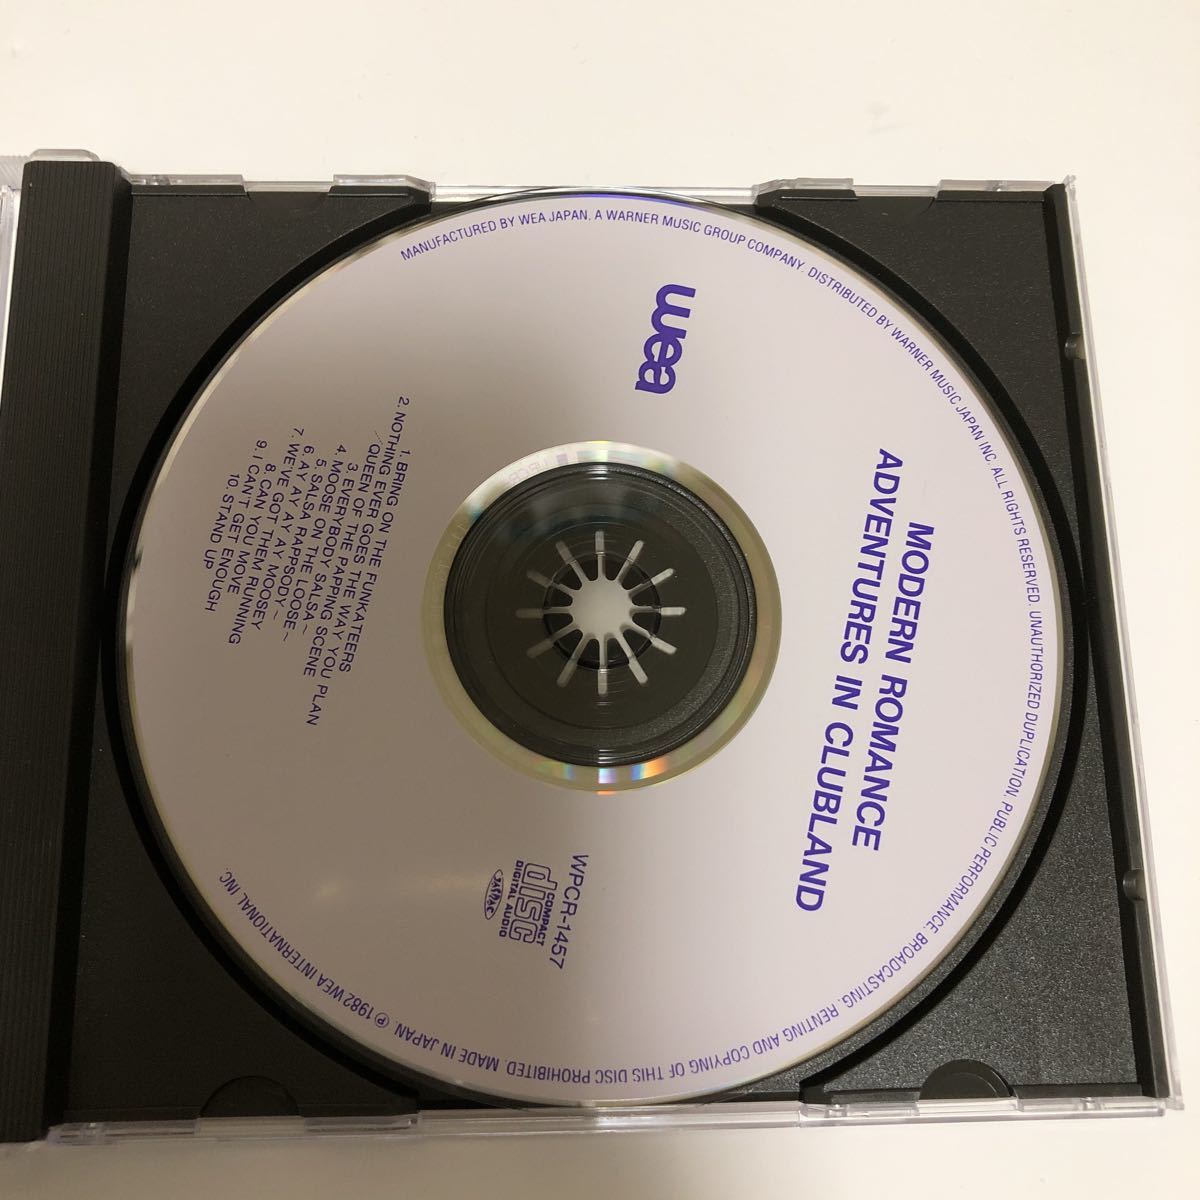 MODERN ROMANCE
ADVENTURES IN CLUBLAND
wea
WPCR-1457
COMPACT
disc
DIGITAL AUDIO
JASRAC
1. BRING ON THE FUNKATEERS
2. NOTHING EVER GOES THE WAY YOU PLAN
/QUEEN OF THE RAPPING SCENE
3. EVERYBODY SALSA~
4. MOOSE ON THE LOOSE~
5. SALSA RAPPSODY~
6. AY AY AY AY MOOSEY
7. WE'VE GOT THEM RUNNING
8. CAN YOU MOVE
9. I CAN'T GET ENOUGH
10. STAND UP
MANUFACTURED BY WEA JAPAN. A WARNER MUSIC GROUP COMPANY. DISTRIBUTED BY WARNER MUSIC JAPAN INC. ALL RIGHTS RESERVED. UNAUTHORIZED DUPLICATION. PUBLIC PERFORMANCE. BROADCASTING. RENTING AND COPYING OF THIS DISC PROHIBITED. MADE IN JAPAN. ℗1982 WEA INTERNATIONAL INC.